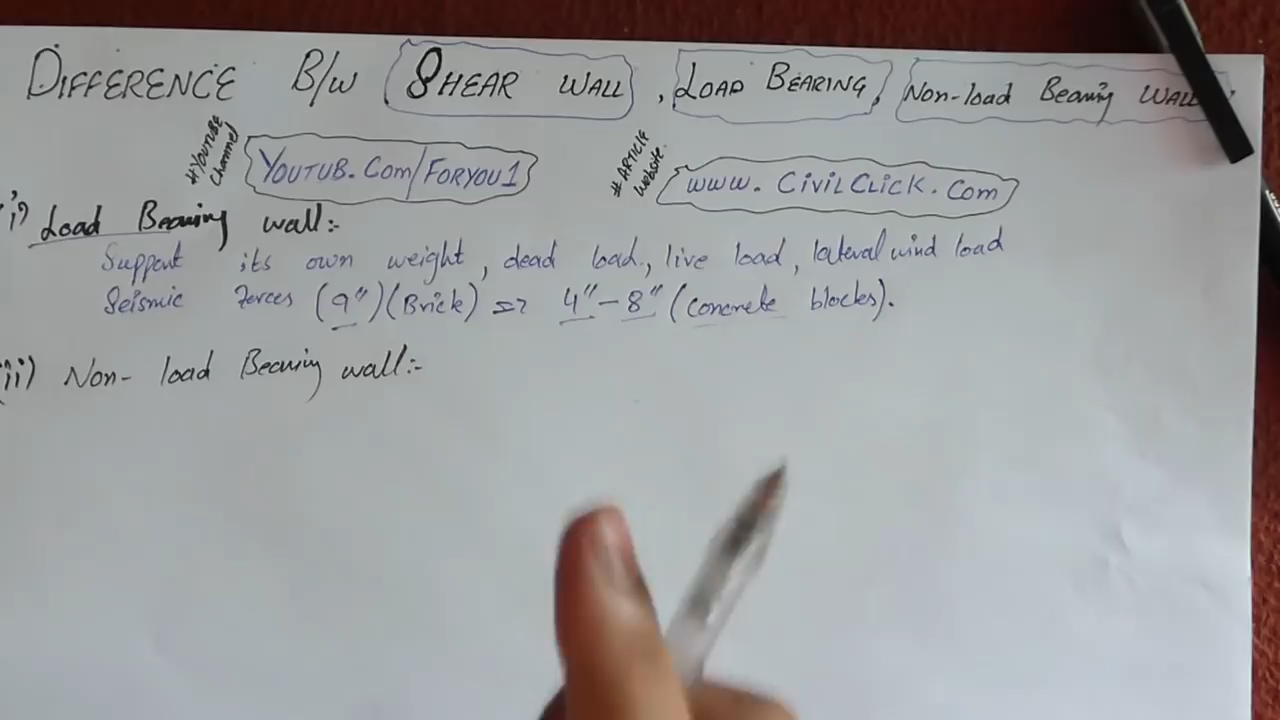 DIFFERENCE B/W SHEAR WALL, LOAD BEARING, Non-load Bearing WALL
#YOUTUBE Channel
YOUTUB.Com/FORYOU1
#ARTICLE website.
www.CIVILCLICK.Com
i) Load Bearing wall:-
Support its own weight, dead load, live load, lateral wind load
Seismic Forces (9")(Brick) => 4"-8" (Concrete blocks).
(ii) Non-load Bearing wall:-